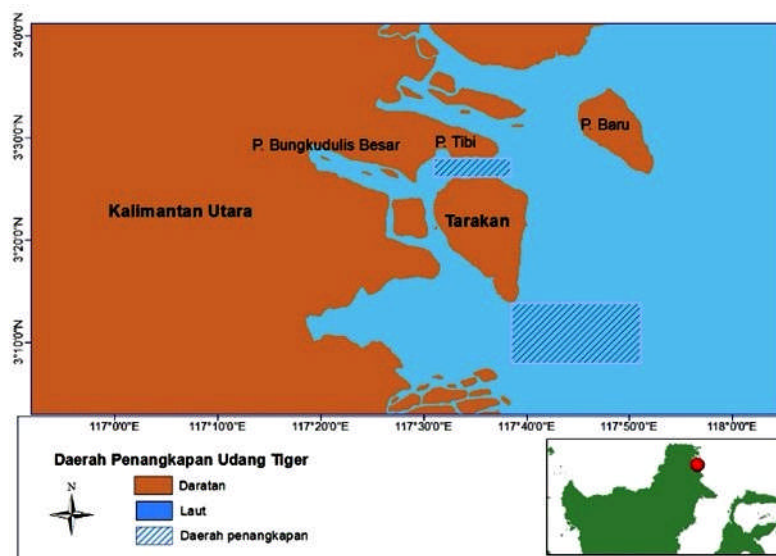 3°40'0"N
3°30'0"N
3°20'0"N
3°10'0"N
P. Baru
P. Tibi
P. Bungkudulis Besar
Kalimantan Utara
Tarakan
117°0'0"E
117°10'0"E
117°20'0"E
117°30'0"E
117°40'0"E
117°50'0"E
118°0'0"E
Daerah Penangkapan Udang Tiger
N
Daratan
Laut
Daerah penangkapan